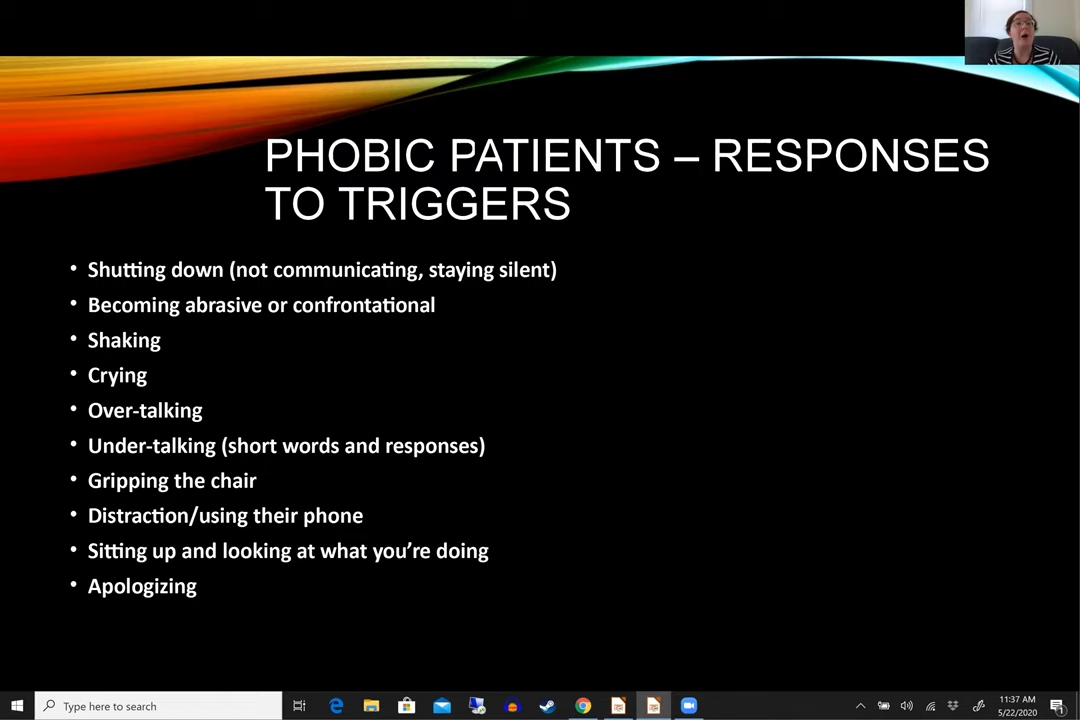 PHOBIC PATIENTS – RESPONSES
TO TRIGGERS
• Shutting down (not communicating, staying silent)
• Becoming abrasive or confrontational
• Shaking
• Crying
• Over-talking
• Under-talking (short words and responses)
• Gripping the chair
• Distraction/using their phone
• Sitting up and looking at what you’re doing
• Apologizing
Type here to search
11:37 AM
5/22/2020
1